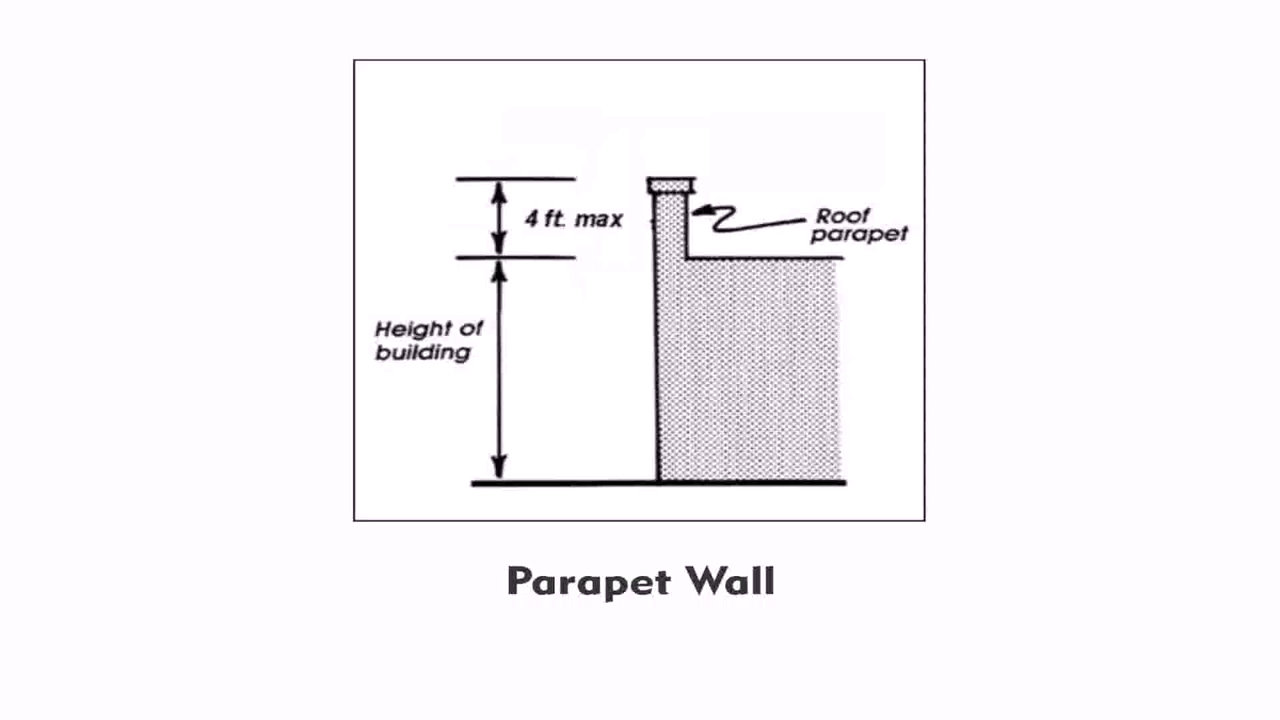 4 ft. max
Roof
parapet
Height of
building
Parapet Wall